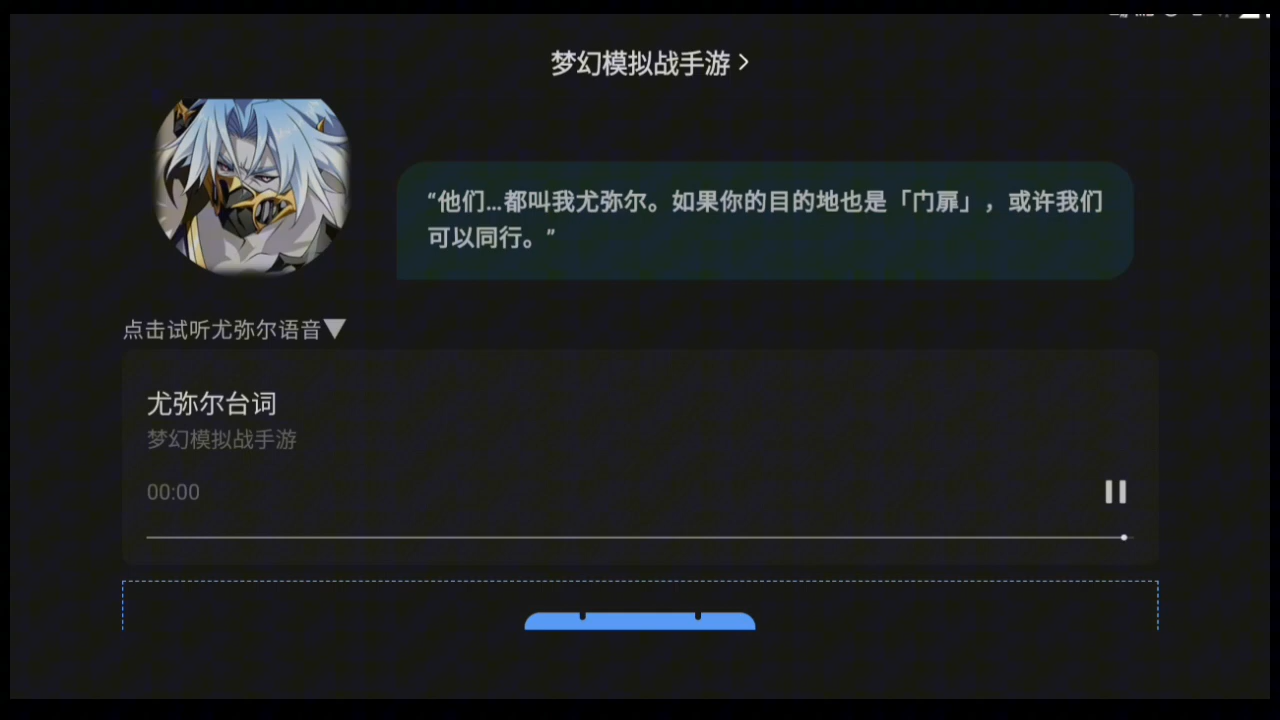 梦幻模拟战手游 >
“他们...都叫我尤弥尔。如果你的目的地也是「门扉」，或许我们
可以同行。”
点击试听尤弥尔语音▼
尤弥尔台词
梦幻模拟战手游
00:00